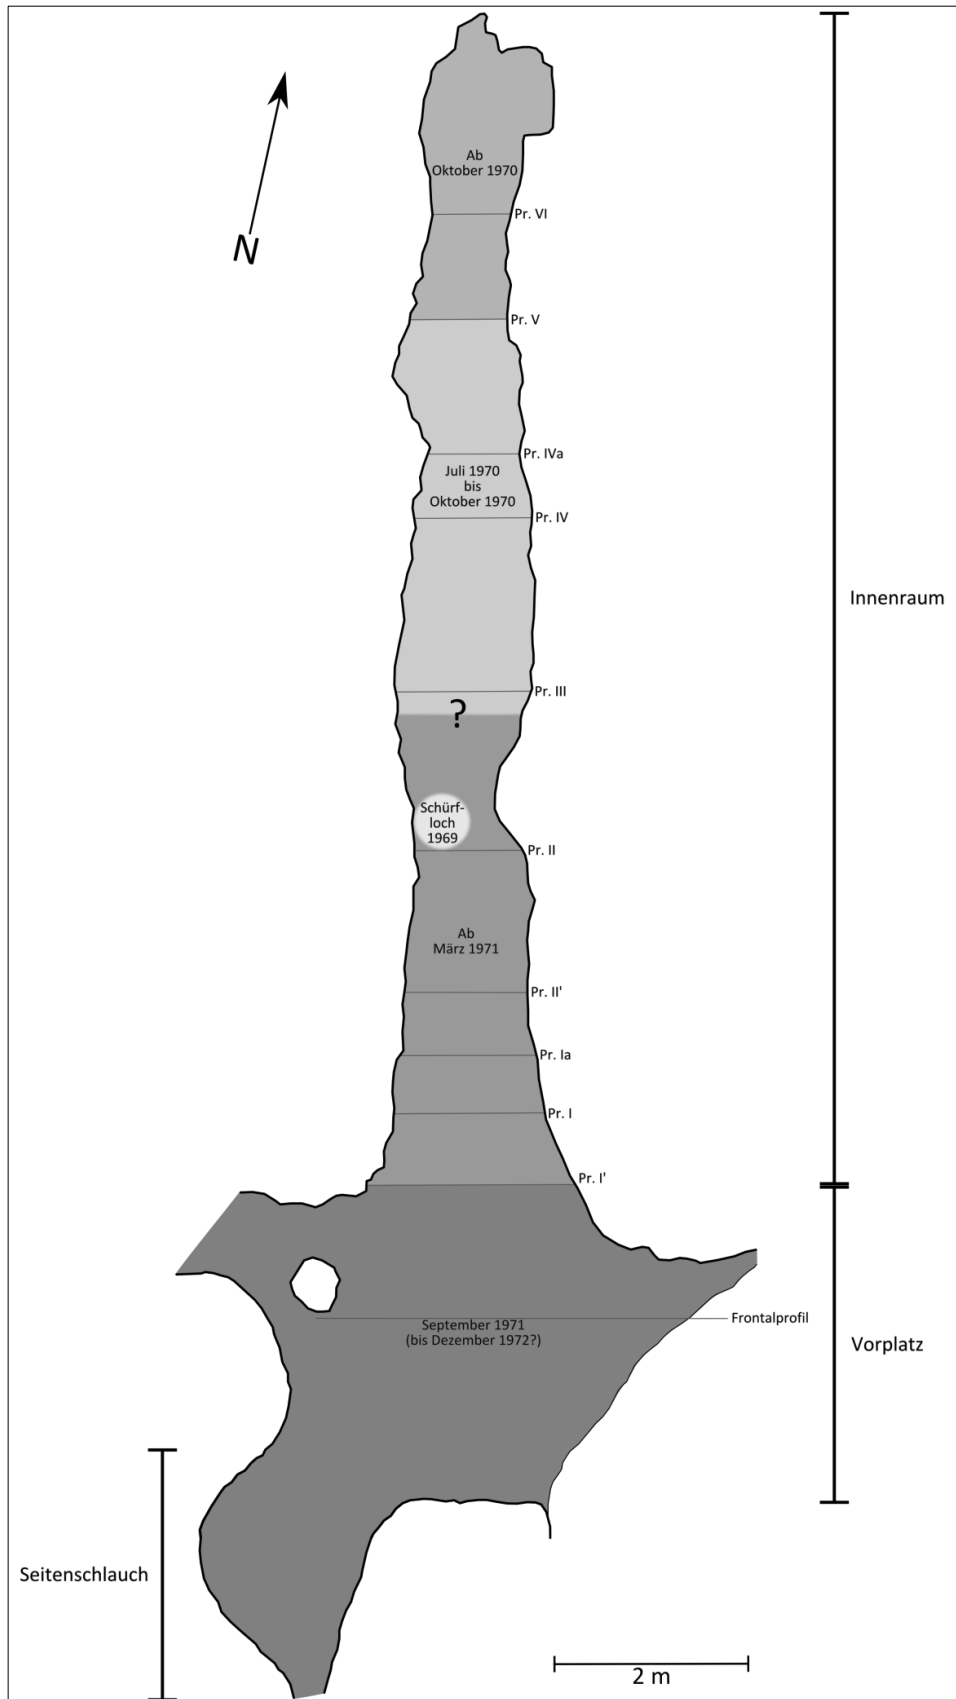 Ab
Oktober 1970
Pr. VI
N
Pr. V
Pr. IVa
Juli 1970
bis
Oktober 1970
Pr. IV
Innenraum
Pr. III
?
Schürf-
loch
1969
Pr. II
Ab
März 1971
Pr. II'
Pr. Ia
Pr. I
Pr. I'
Frontalprofil
September 1971
(bis Dezember 1972?)
Vorplatz
Seitenschlauch
2 m